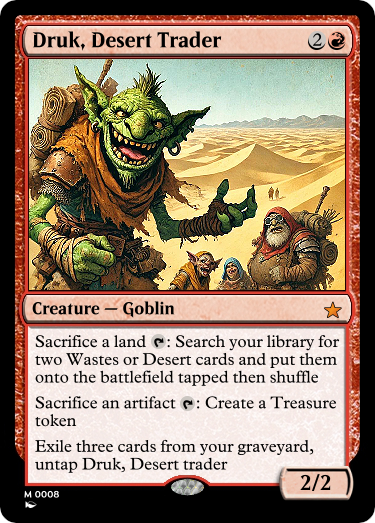 Druk, Desert Trader 2
Creature — Goblin
Sacrifice a land : Search your library for
two Wastes or Desert cards and put them
onto the battlefield tapped then shuffle
Sacrifice an artifact : Create a Treasure
token
Exile three cards from your graveyard,
untap Druk, Desert trader
2/2
M 0008